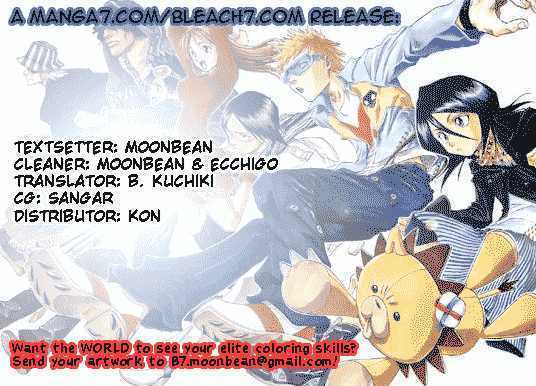 A MANGA7.COM/BLEACH7.COM RELEASE:
TEXTSETTER: MOONBEAN
CLEANER: MOONBEAN & ECCHIGO
TRANSLATOR: B. KUCHIKI
CG: SANGAR
DISTRIBUTOR: KON
Want the WORLD to see your elite coloring skills?
Send your artwork to B7.moonbean@gmail.com!